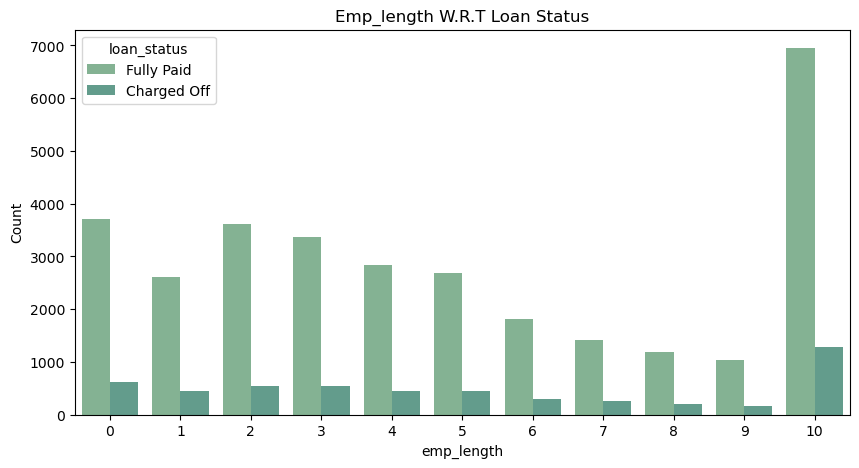 Emp_length W.R.T Loan Status
loan_status
Fully Paid
Charged Off
Count
7000
6000
5000
4000
3000
2000
1000
0
0 1 2 3 4 5 6 7 8 9 10
emp_length